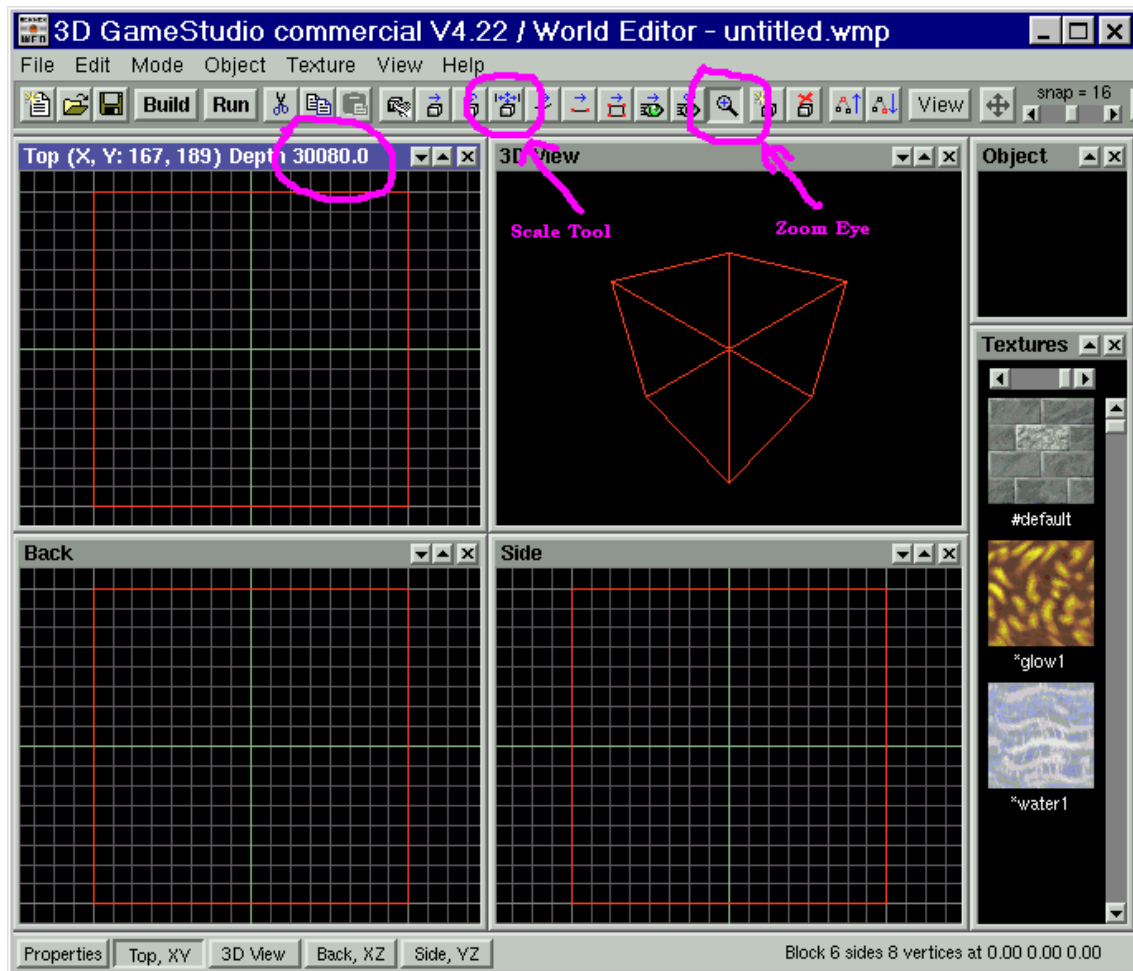 3D GameStudio commercial V4.22 / World Editor - untitled.wmp
File Edit Mode Object Texture View Help
Build Run View snap = 16
Top (X, Y: 167, 189) Depth 30080.0
3D View
Object
Scale Tool
Zoom Eye
Textures
#default
Back
Side
*glow1
*water1
Properties Top, XY 3D View Back, XZ Side, YZ Block 6 sides 8 vertices at 0.00 0.00 0.00